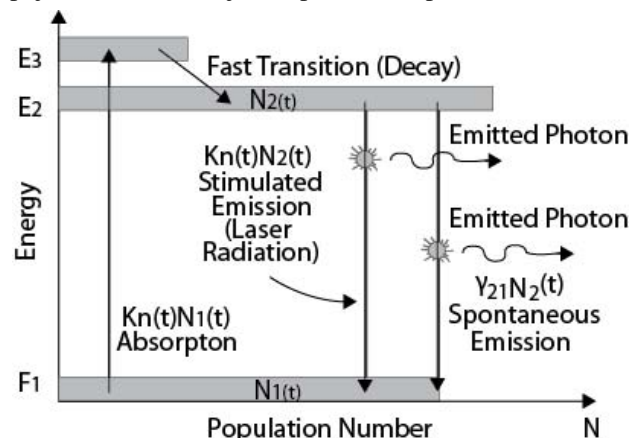 E3
Fast Transition (Decay)
E2
N2(t)
Emitted Photon
Kn(t)N2(t)
Stimulated
Emission
(Laser
Radiation)
Energy
Emitted Photon
γ21N2(t)
Spontaneous
Emission
Kn(t)N1(t)
Absorpton
F1
N1(t)
Population Number
N